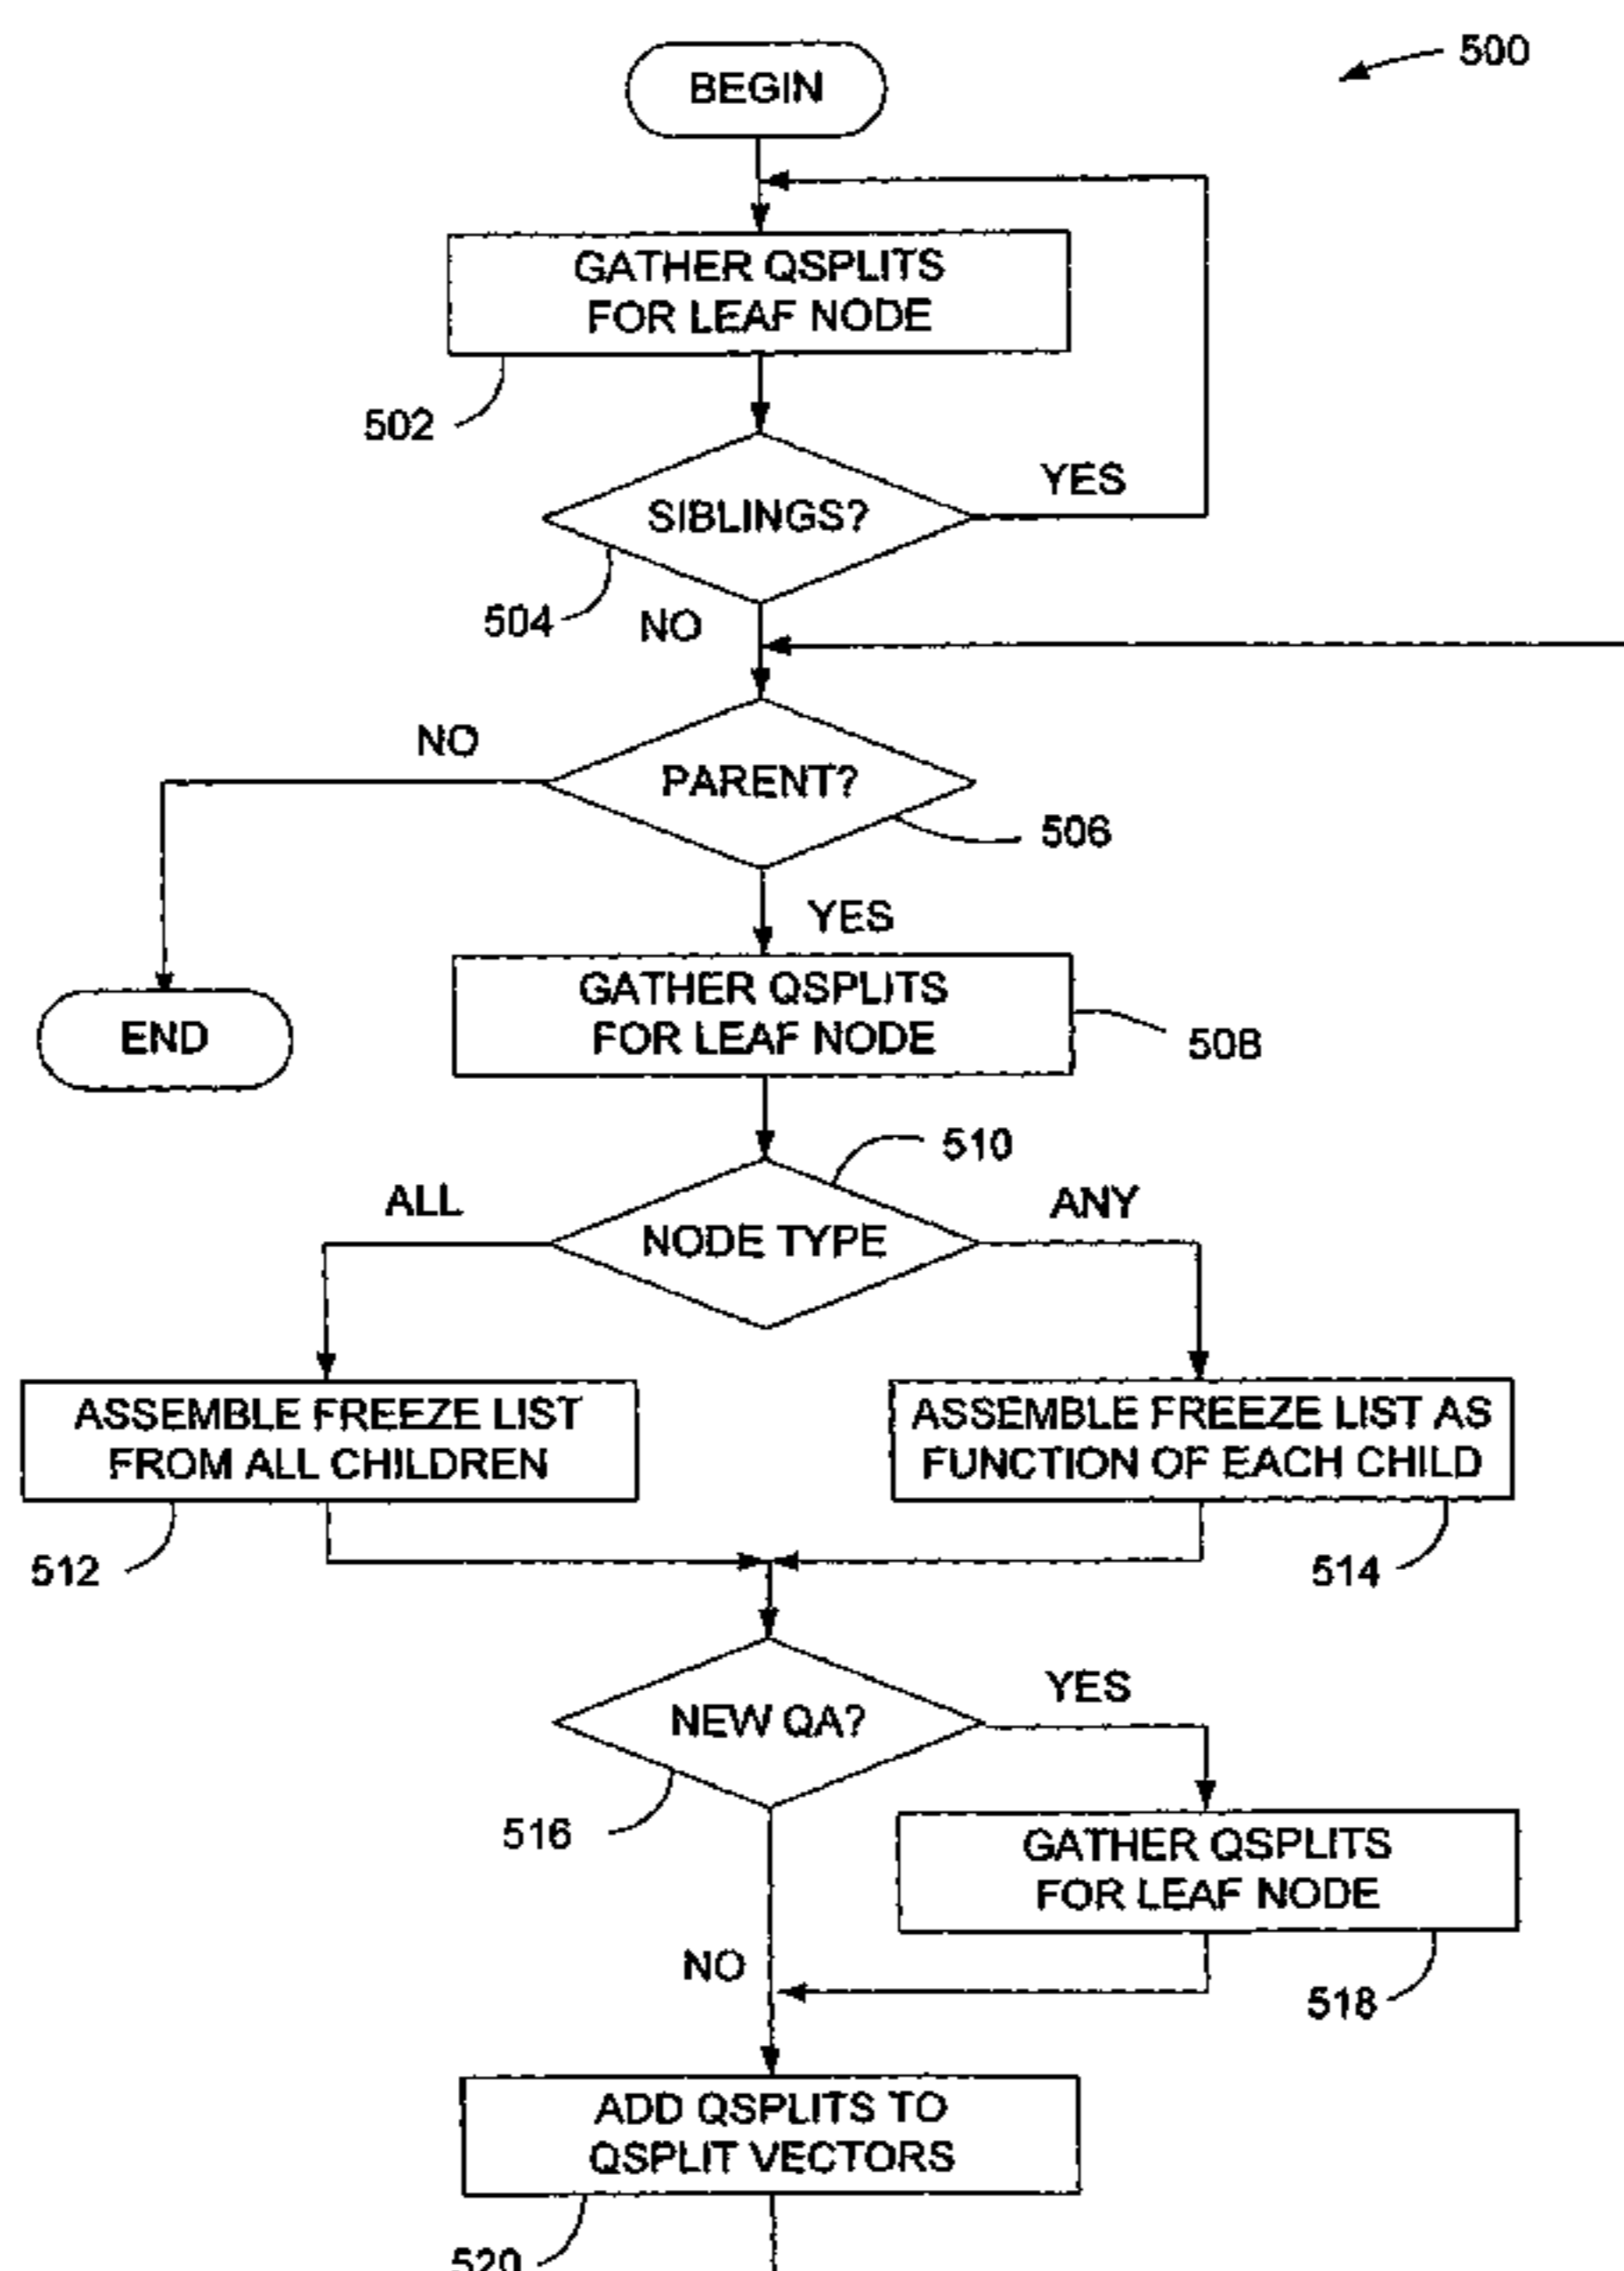 500
BEGIN
GATHER QSPLITS
FOR LEAF NODE
502
SIBLINGS?
YES
504
NO
PARENT?
NO
506
YES
GATHER QSPLITS
FOR LEAF NODE
508
END
510
NODE TYPE
ALL
ANY
ASSEMBLE FREEZE LIST
FROM ALL CHILDREN
ASSEMBLE FREEZE LIST AS
FUNCTION OF EACH CHILD
512
514
NEW QA?
YES
516
GATHER QSPLITS
FOR LEAF NODE
NO
518
ADD QSPLITS TO
QSPLIT VECTORS
520